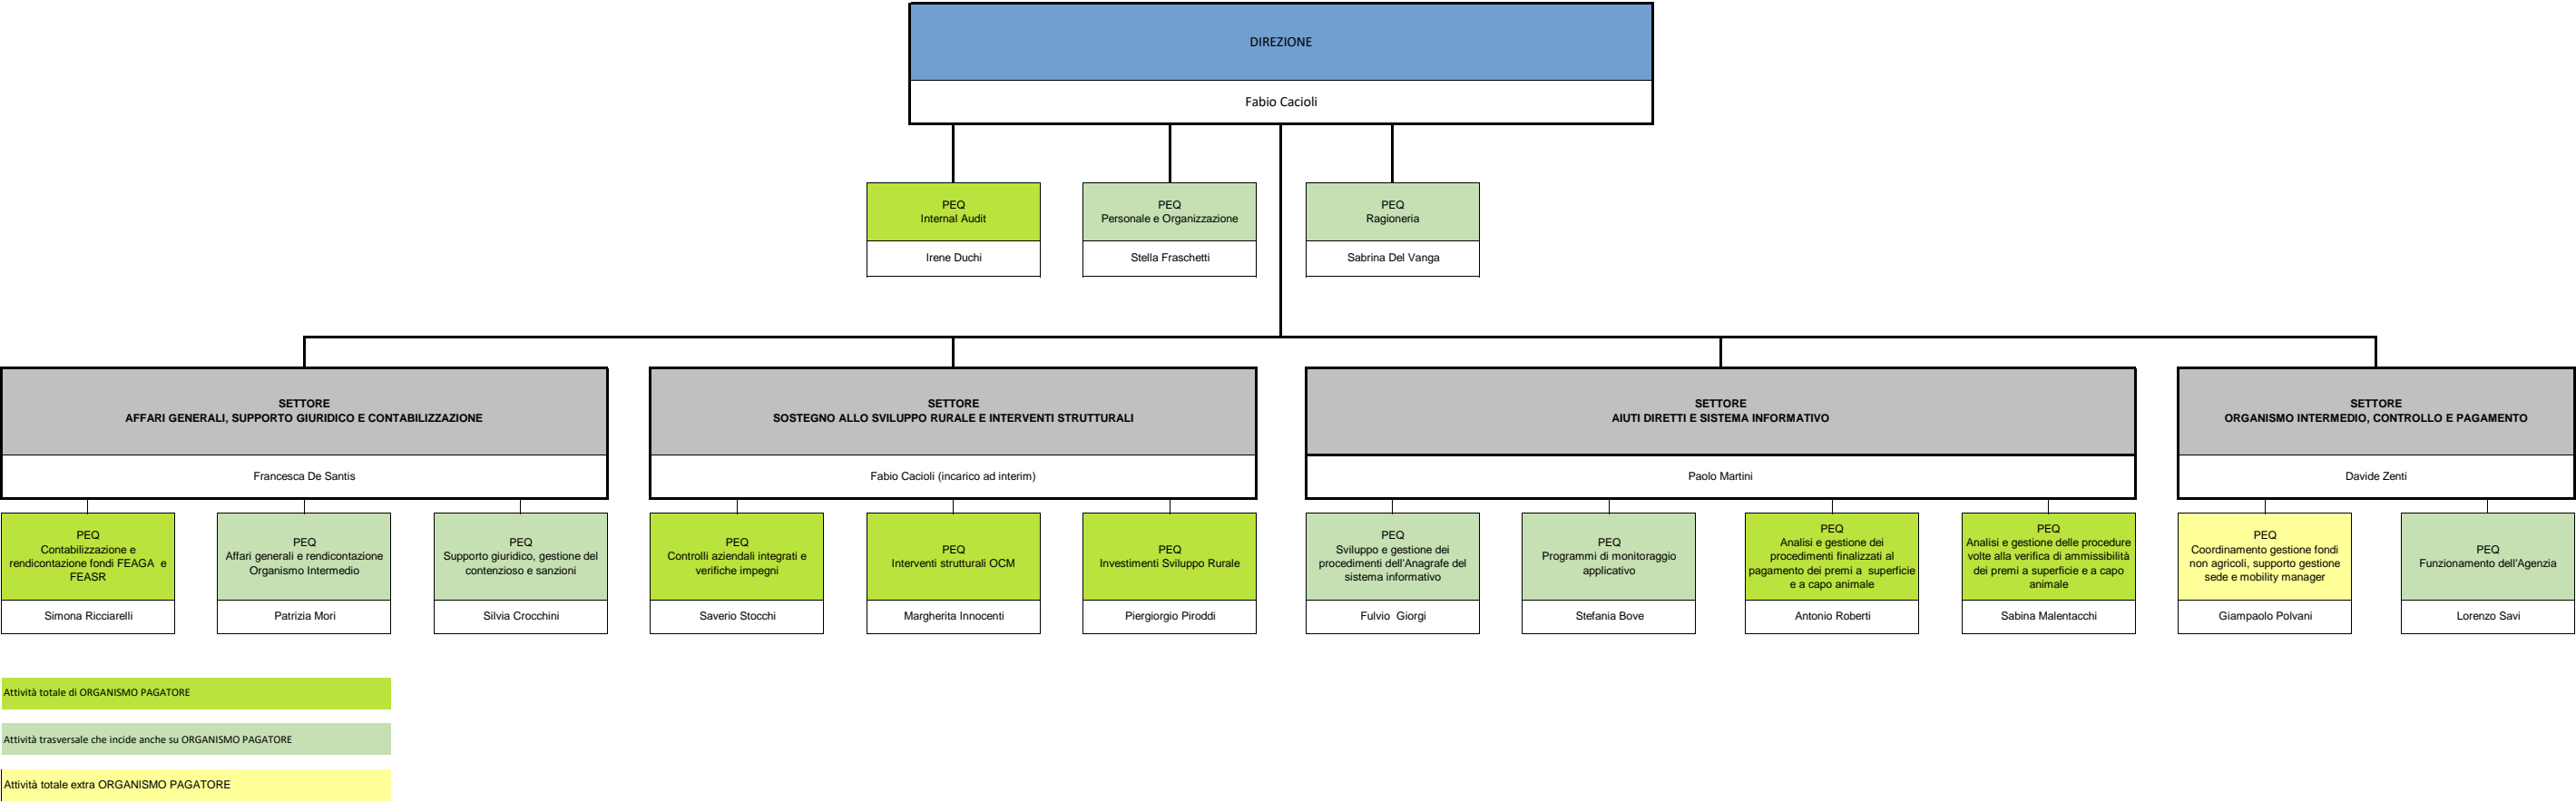 DIREZIONE
Fabio Cacioli
PEQ
Internal Audit
Irene Duchi
PEQ
Personale e Organizzazione
Stella Fraschetti
PEQ
Ragioneria
Sabrina Del Vanga
SETTORE
AFFARI GENERALI, SUPPORTO GIURIDICO E CONTABILIZZAZIONE
Francesca De Santis
SETTORE
SOSTEGNO ALLO SVILUPPO RURALE E INTERVENTI STRUTTURALI
Fabio Cacioli (incarico ad interim)
SETTORE
AIUTI DIRETTI E SISTEMA INFORMATIVO
Paolo Martini
SETTORE
ORGANISMO INTERMEDIO, CONTROLLO E PAGAMENTO
Davide Zenti
PEQ
Contabilizzazione e
rendicontazione fondi FEAGA e
FEASR
Simona Ricciarelli
PEQ
Affari generali e rendicontazione
Organismo Intermedio
Patrizia Mori
PEQ
Supporto giuridico, gestione del
contenzioso e sanzioni
Silvia Crocchini
PEQ
Controlli aziendali integrati e
verifiche impegni
Saverio Stocchi
PEQ
Interventi strutturali OCM
Margherita Innocenti
PEQ
Investimenti Sviluppo Rurale
Piergiorgio Piroddi
PEQ
Sviluppo e gestione dei
procedimenti dell'Anagrafe del
sistema informativo
Fulvio Giorgi
PEQ
Programmi di monitoraggio
applicativo
Stefania Bove
PEQ
Analisi e gestione dei
procedimenti finalizzati al
pagamento dei premi a superficie
e a capo animale
Antonio Roberti
PEQ
Analisi e gestione delle procedure
volte alla verifica di ammissibilità
dei premi a superficie e a capo
animale
Sabina Malentacchi
PEQ
Coordinamento gestione fondi
non agricoli, supporto gestione
sede e mobility manager
Giampaolo Polvani
PEQ
Funzionamento dell'Agenzia
Lorenzo Savi
Attività totale di ORGANISMO PAGATORE
Attività trasversale che incide anche su ORGANISMO PAGATORE
Attività totale extra ORGANISMO PAGATORE